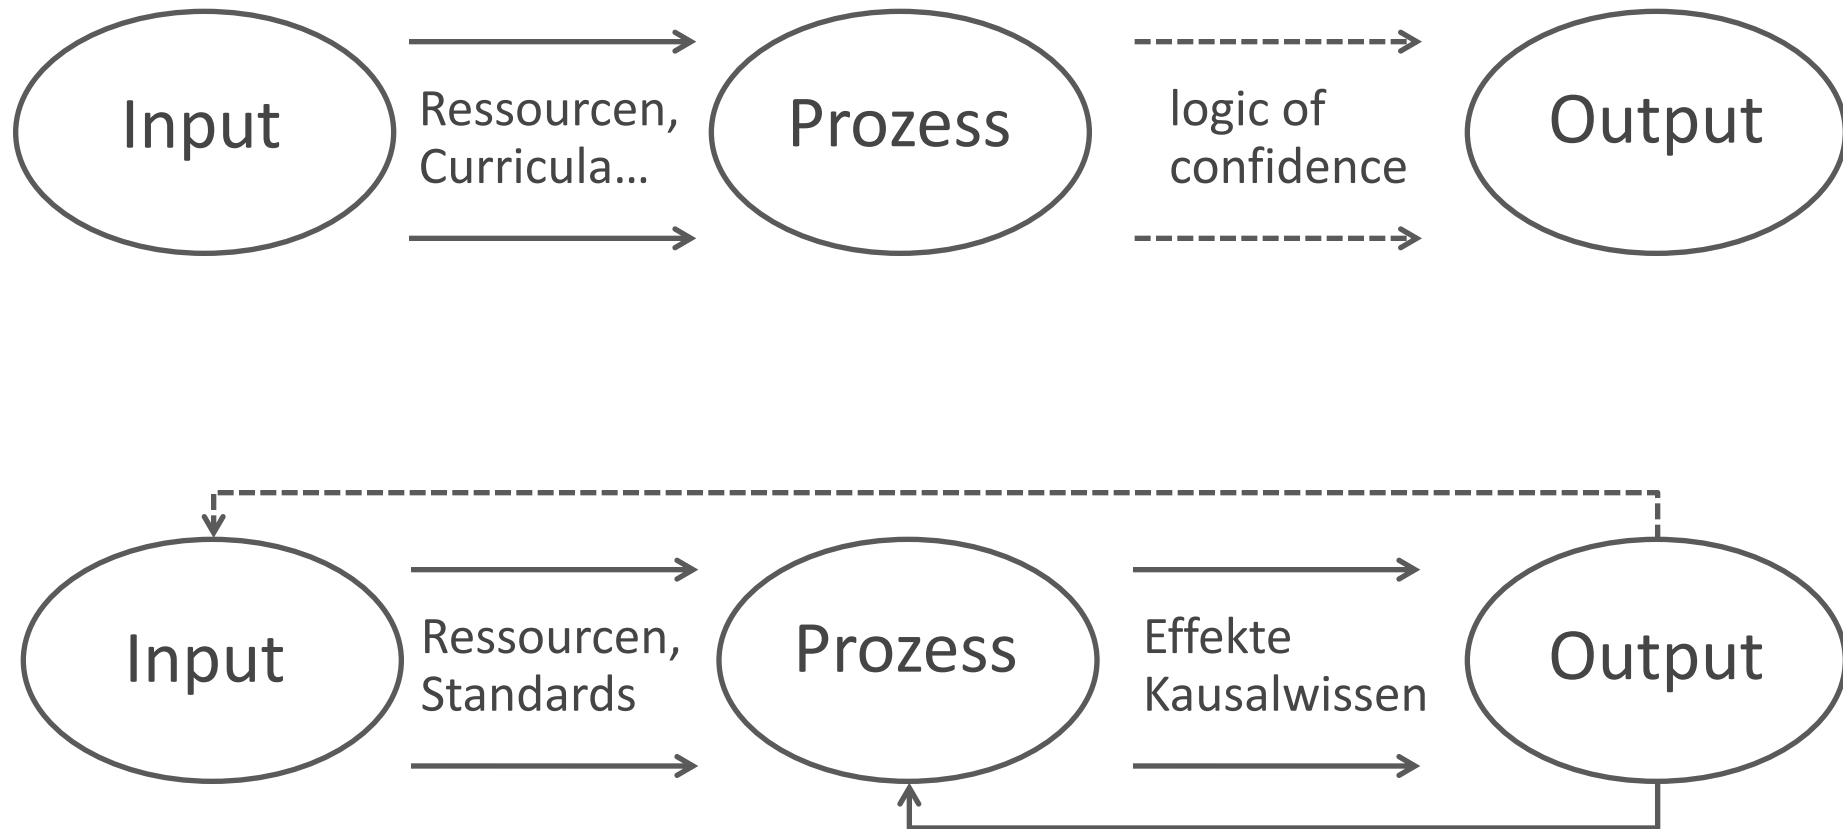 Input
Ressourcen,
Curricula...
Prozess
logic of
confidence
Output
Input
Ressourcen,
Standards
Prozess
Effekte
Kausalwissen
Output